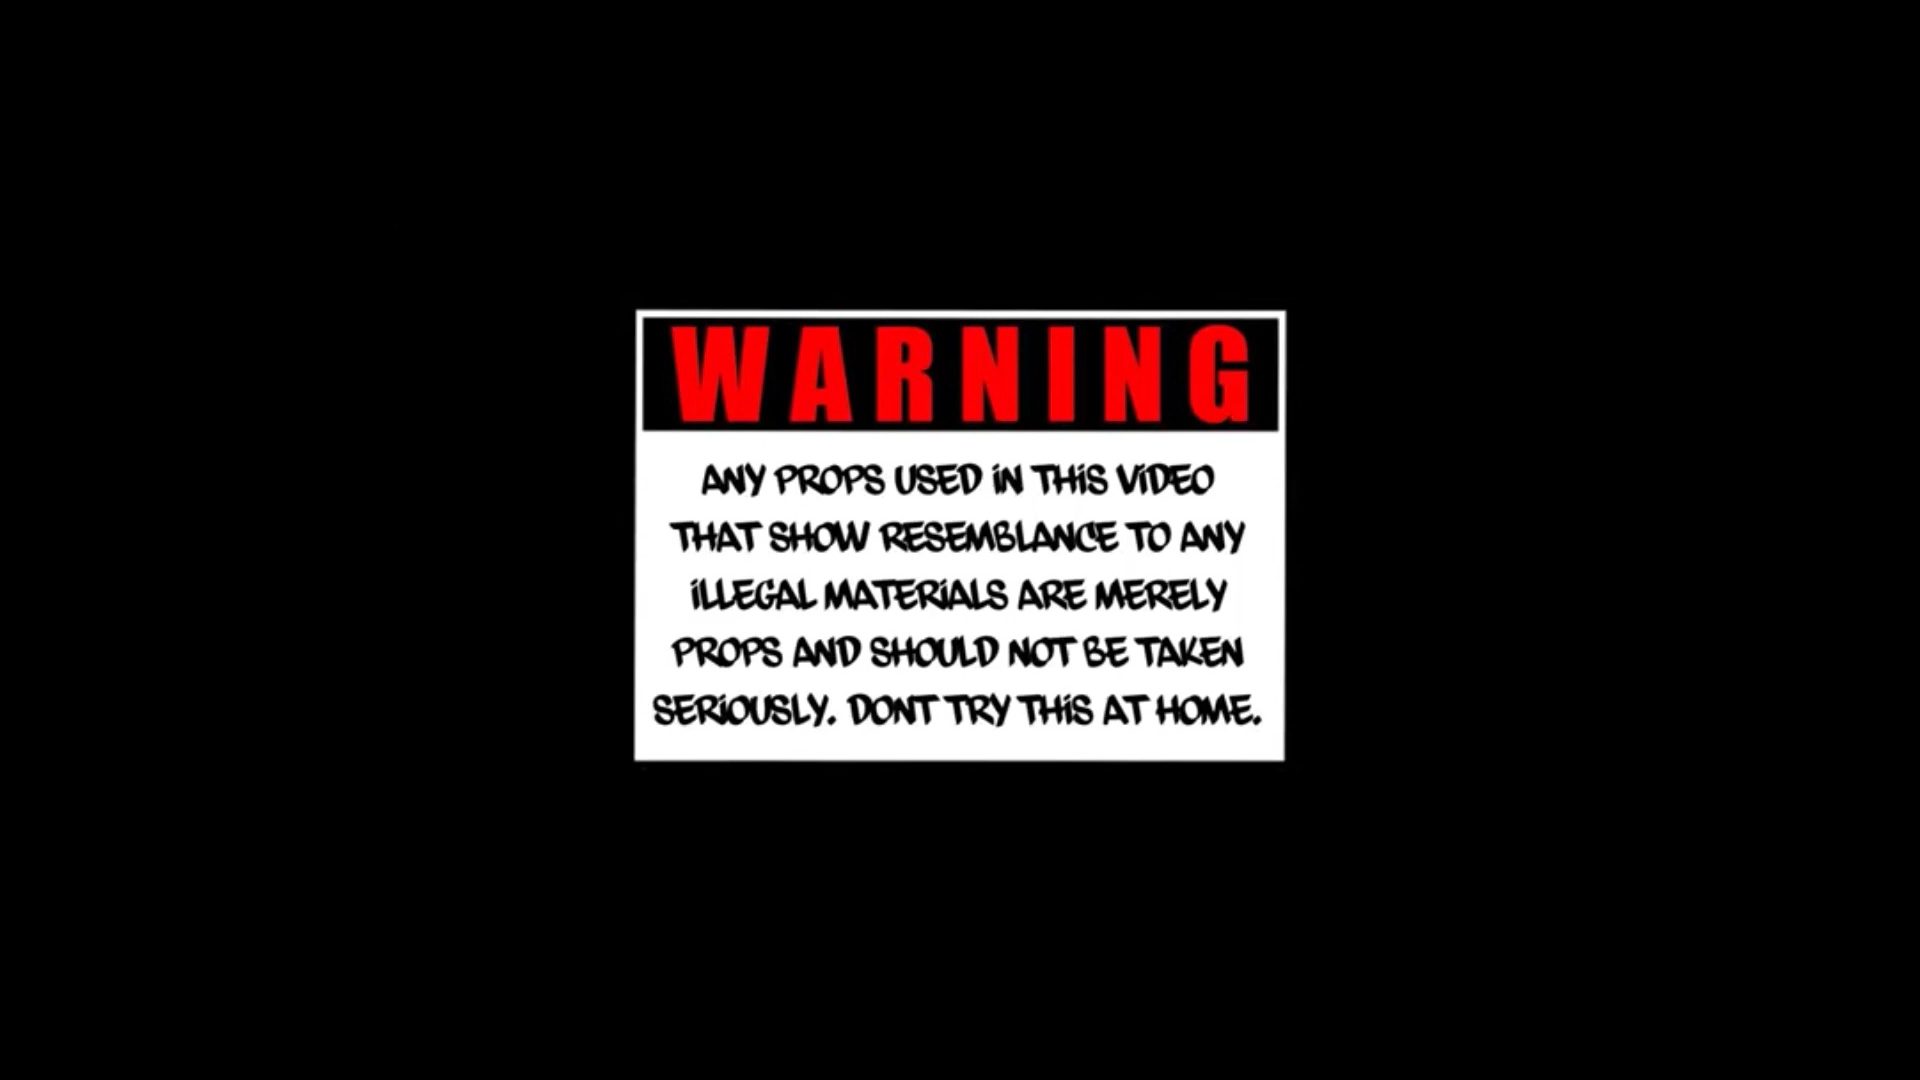 WARNING
ANY PROPS USED iN THiS ViDEO
THAT SHOW RESEMBLANCE TO ANY
iLLEGAL MATERiALS ARE MERELY
PROPS AND SHOULD NOT BE TAKEN
SERiOUSLY. DONT TRY THiS AT HOME.